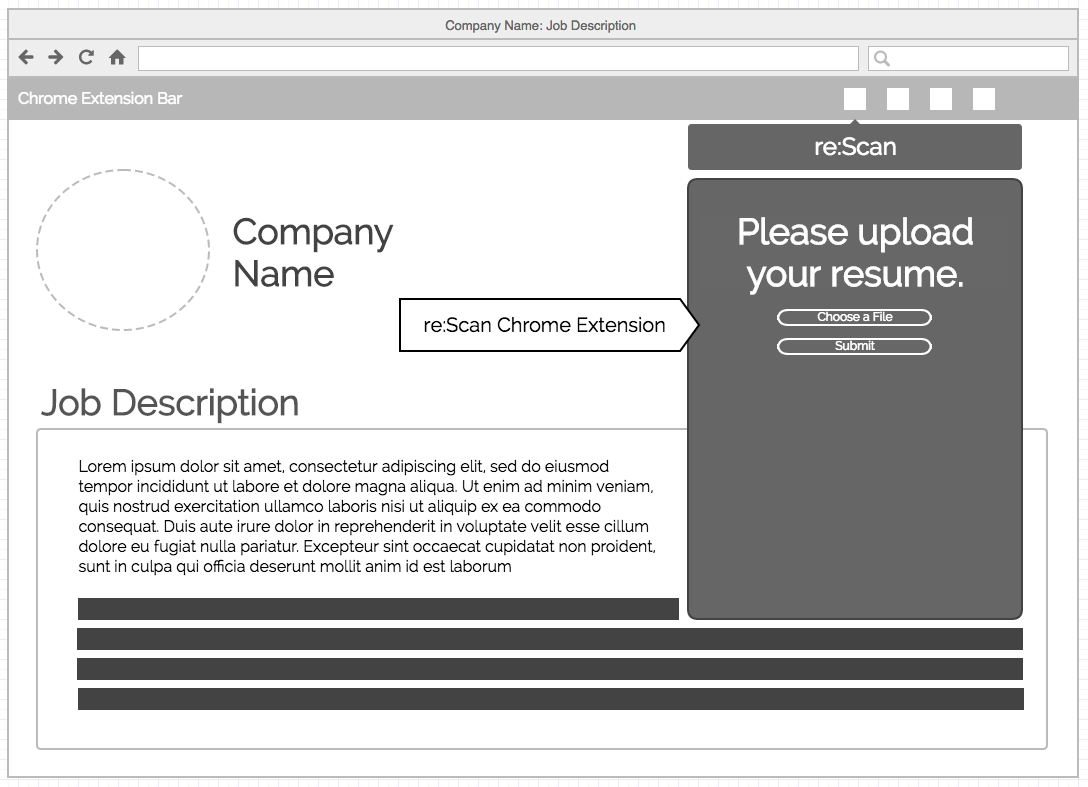 Company Name: Job Description
Chrome Extension Bar
re:Scan
Company
Name
Please upload
your resume.
Choose a File
Submit
re:Scan Chrome Extension
Job Description
Lorem ipsum dolor sit amet, consectetur adipiscing elit, sed do eiusmod
tempor incididunt ut labore et dolore magna aliqua. Ut enim ad minim veniam,
quis nostrud exercitation ullamco laboris nisi ut aliquip ex ea commodo
consequat. Duis aute irure dolor in reprehenderit in voluptate velit esse cillum
dolore eu fugiat nulla pariatur. Excepteur sint occaecat cupidatat non proident,
sunt in culpa qui officia deserunt mollit anim id est laborum